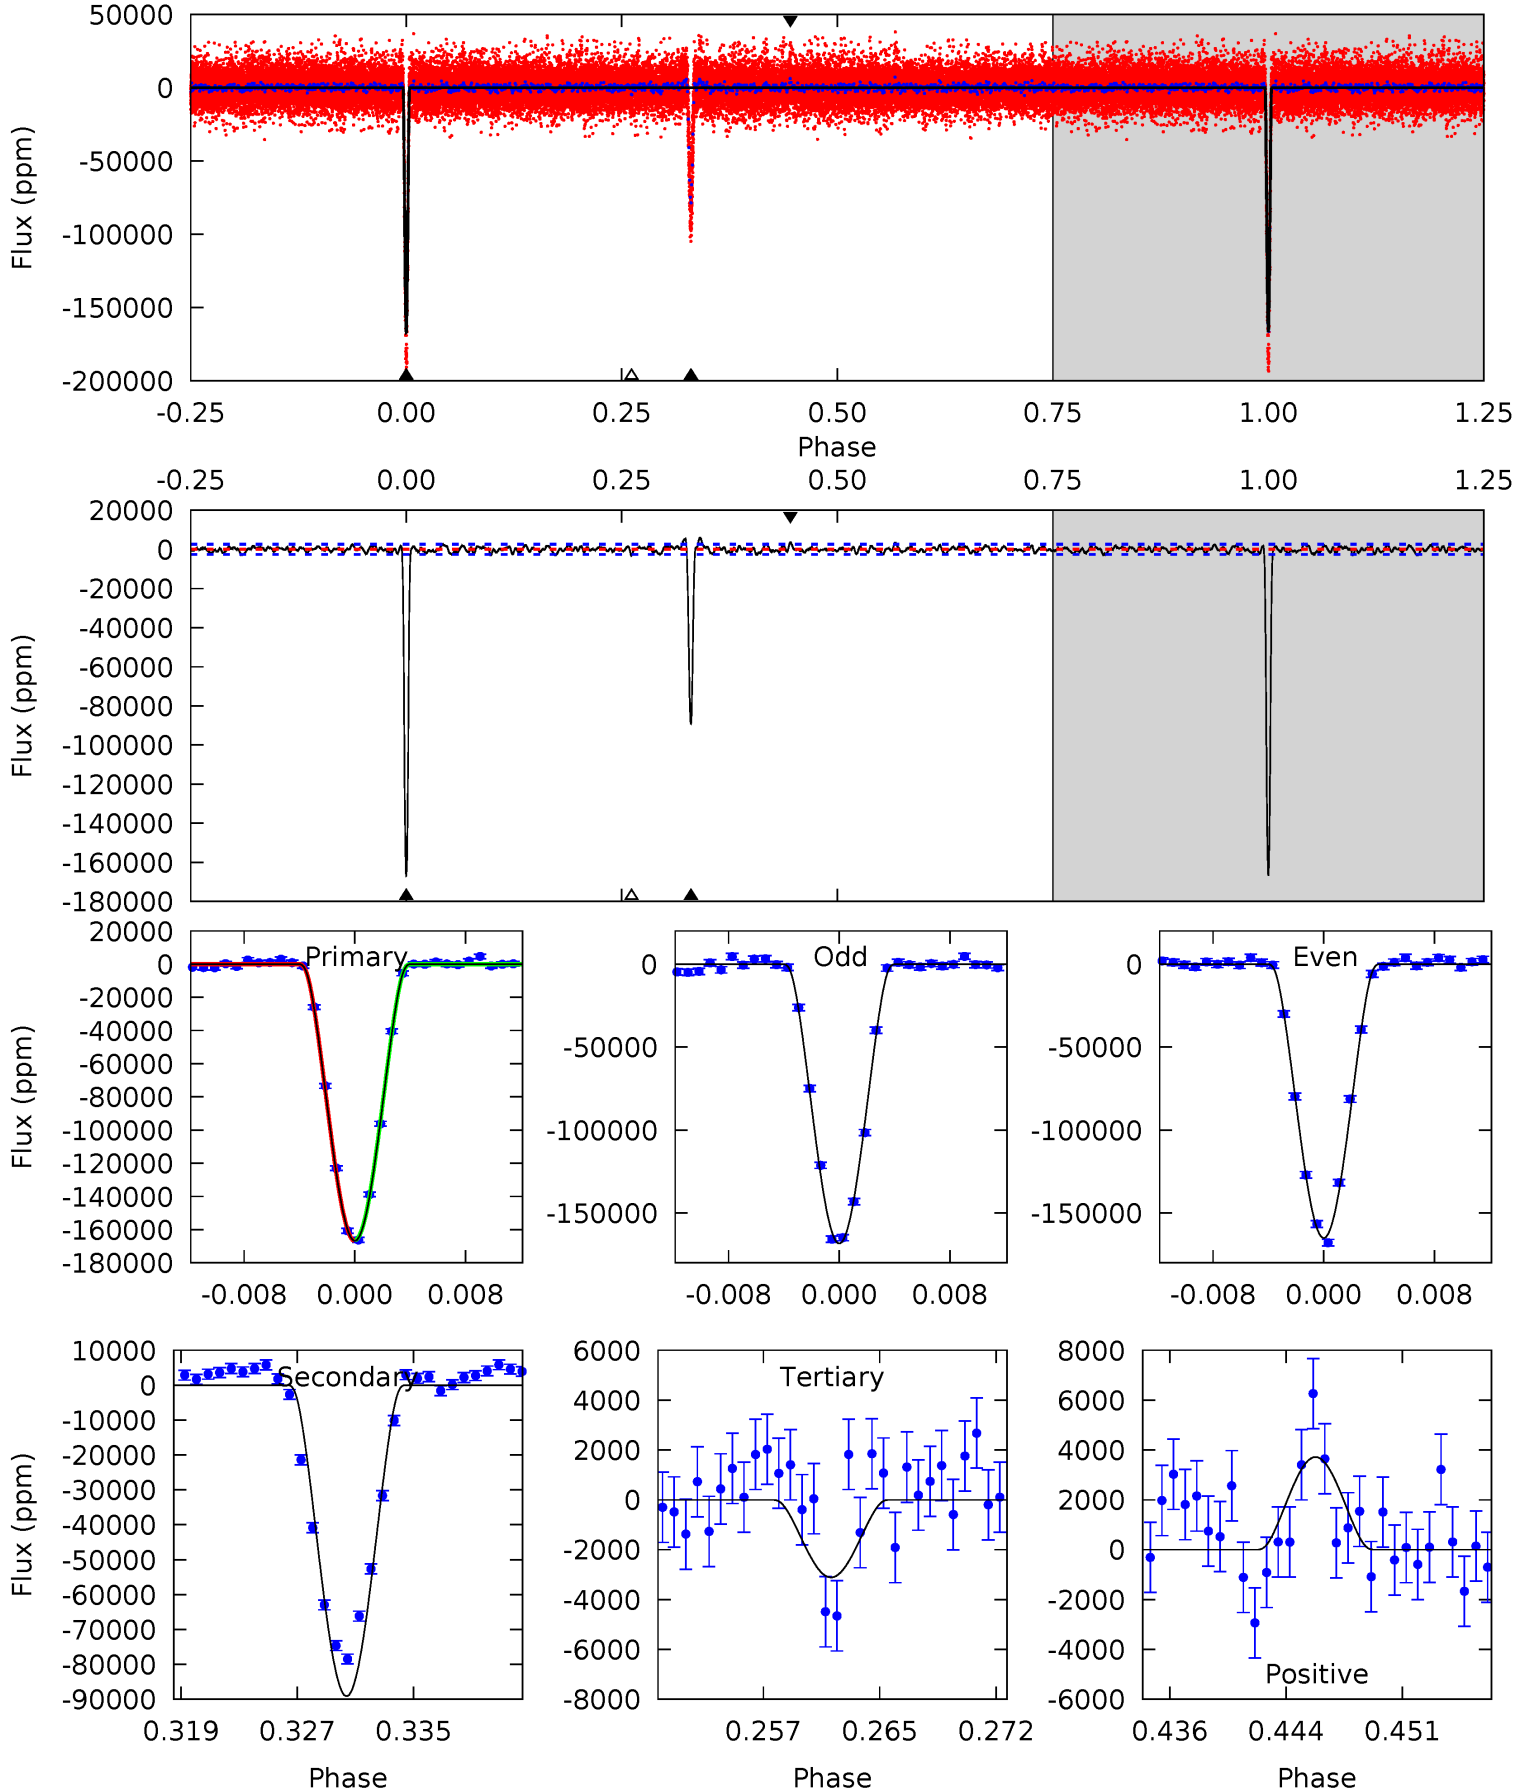 50000
0
-50000
-100000
-150000
-200000
Flux (ppm)
-0.25 0.00 0.25 0.50 0.75 1.00 1.25
Phase
-0.25 0.00 0.25 0.50 0.75 1.00 1.25
20000
0
-20000
-40000
-60000
-80000
-100000
-120000
-140000
-160000
-180000
Flux (ppm)
20000
0
-20000
-40000
-60000
-80000
-100000
-120000
-140000
-160000
-180000
Flux (ppm)
Primary
-0.008 0.000 0.008
0
-50000
-100000
-150000
Odd
-0.008 0.000 0.008
0
-50000
-100000
-150000
Even
-0.008 0.000 0.008
10000
0
-10000
-20000
-30000
-40000
-50000
-60000
-70000
-80000
-90000
Flux (ppm)
Secondary
0.319 0.327 0.335
Phase
6000
4000
2000
0
-2000
-4000
-6000
-8000
Tertiary
0.257 0.265 0.272
Phase
8000
6000
4000
2000
0
-2000
-4000
-6000
Positive
0.436 0.444 0.451
Phase